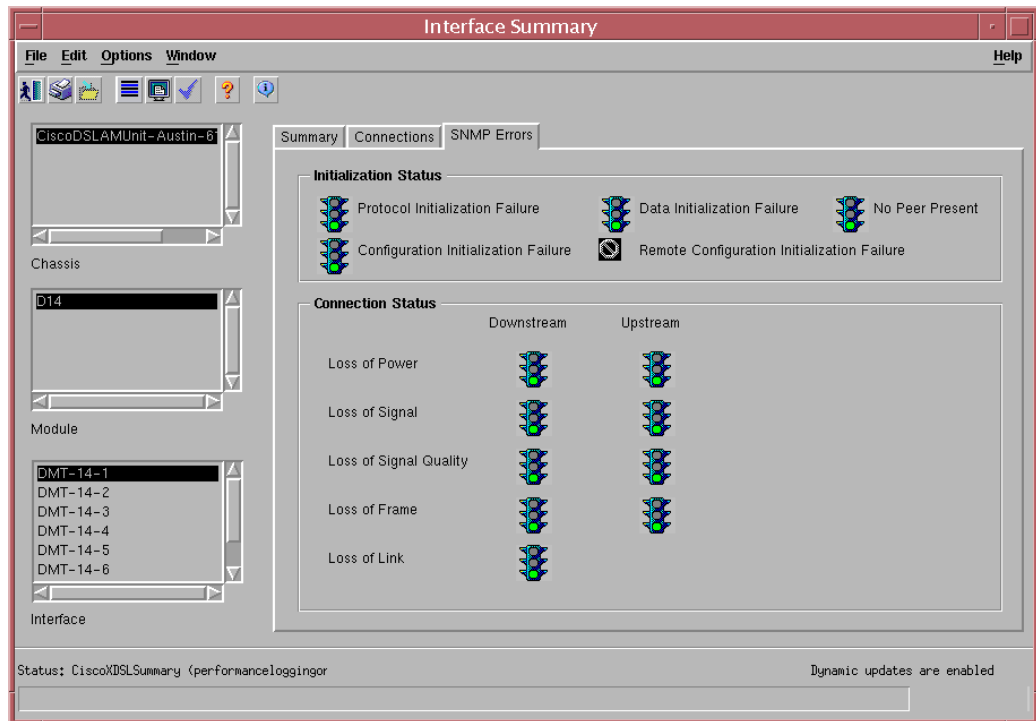 Interface Summary
File Edit Options Window Help
CiscoDSLAMUnit-Austin-61
Chassis
D14
Module
DMT-14-1
DMT-14-2
DMT-14-3
DMT-14-4
DMT-14-5
DMT-14-6
Interface
Summary Connections SNMP Errors
Initialization Status
Protocol Initialization Failure Data Initialization Failure No Peer Present
Configuration Initialization Failure Remote Configuration Initialization Failure
Connection Status
Downstream Upstream
Loss of Power
Loss of Signal
Loss of Signal Quality
Loss of Frame
Loss of Link
Status: CiscoXDSLSummary (performanceloggingor Dynamic updates are enabled